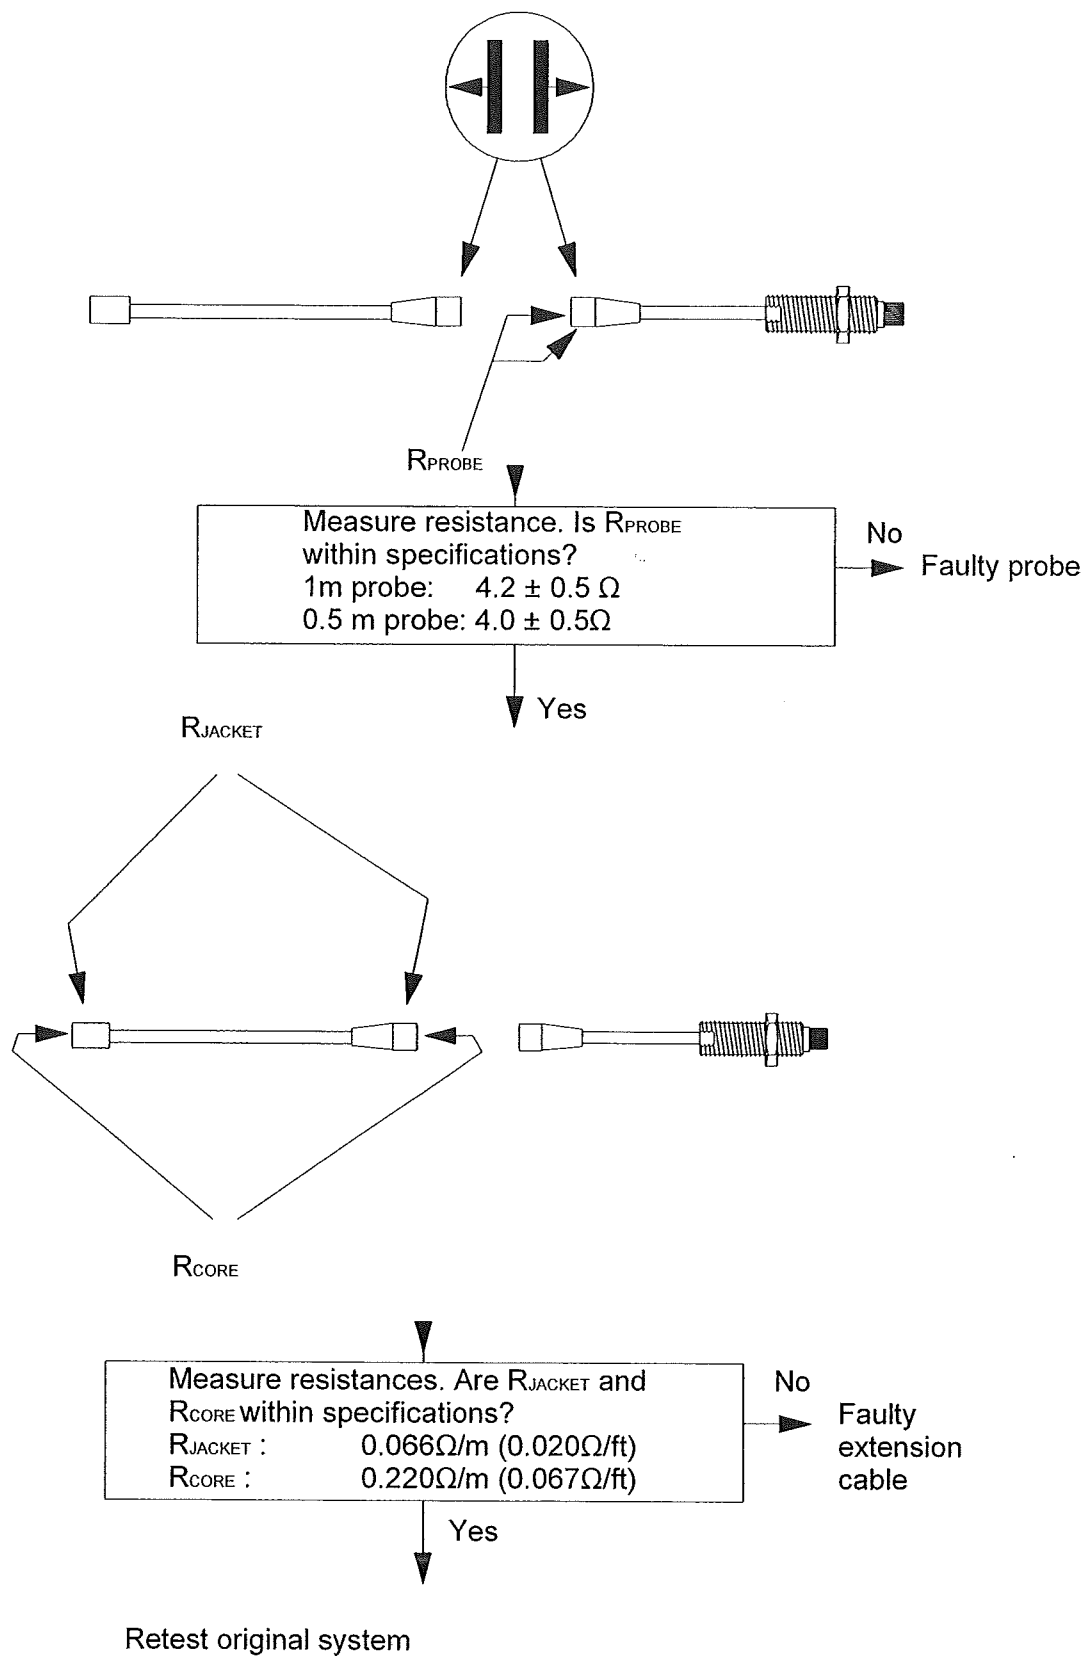 RPROBE
Measure resistance. Is RPROBE
within specifications?
1m probe: 4.2 ± 0.5 Ω
0.5 m probe: 4.0 ± 0.5Ω
No
Faulty probe
Yes
RJACKET
RCORE
Measure resistances. Are RJACKET and
RCORE within specifications?
RJACKET : 0.066Ω/m (0.020Ω/ft)
RCORE : 0.220Ω/m (0.067Ω/ft)
No
Faulty
extension
cable
Yes
Retest original system